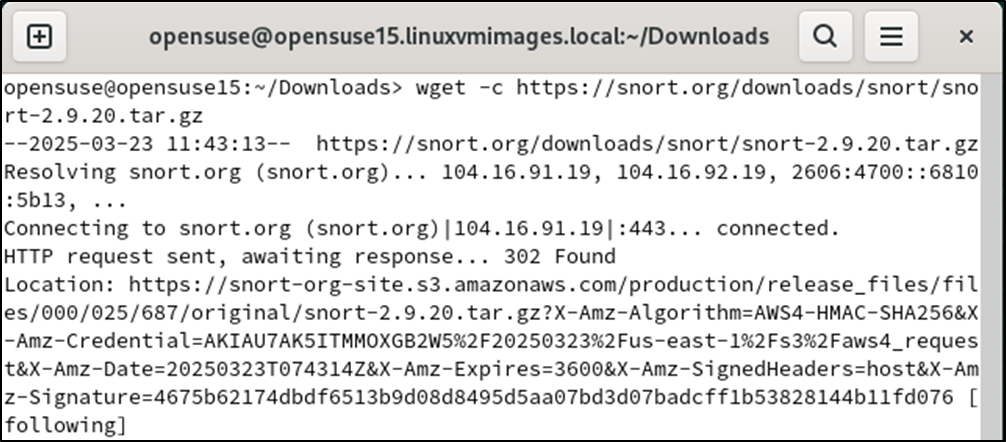 opensuse@opensuse15.linuxvmimages.local:~/Downloads
opensuse@opensuse15:~/Downloads> wget -c https://snort.org/downloads/snort/sno
rt-2.9.20.tar.gz
--2025-03-23 11:43:13--  https://snort.org/downloads/snort/snort-2.9.20.tar.gz
Resolving snort.org (snort.org)... 104.16.91.19, 104.16.92.19, 2606:4700::6810
:5b13, ...
Connecting to snort.org (snort.org)|104.16.91.19|:443... connected.
HTTP request sent, awaiting response... 302 Found
Location: https://snort-org-site.s3.amazonaws.com/production/release_files/fil
es/000/025/687/original/snort-2.9.20.tar.gz?X-Amz-Algorithm=AWS4-HMAC-SHA256&X
-Amz-Credential=AKIAU7AK5ITMMOXGB2W5%2F20250323%2Fus-east-1%2Fs3%2Faws4_reques
t&X-Amz-Date=20250323T074314Z&X-Amz-Expires=3600&X-Amz-SignedHeaders=host&X-Am
z-Signature=4675b62174dbdf6513b9d08d8495d5aa07bd3d07badcff1b53828144b11fd076 [
following]